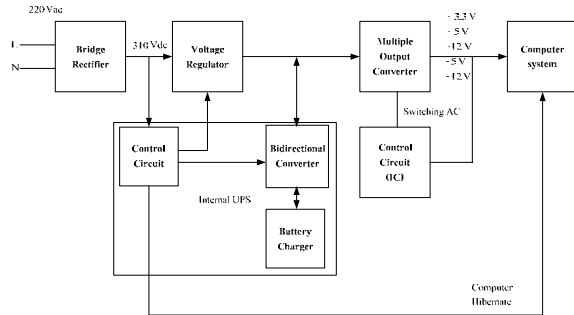 220 Vac
L
N
Bridge
Rectifier
310 Vdc
Voltage
Regulator
Multiple
Output
Converter
- 3.3 V
- 5 V
-12 V
- 5 V
-12 V
Computer
system
Switching AC
Control
Circuit
(IC)
Control
Circuit
Bidirectional
Converter
Internal UPS
Battery
Charger
Computer
Hibernate